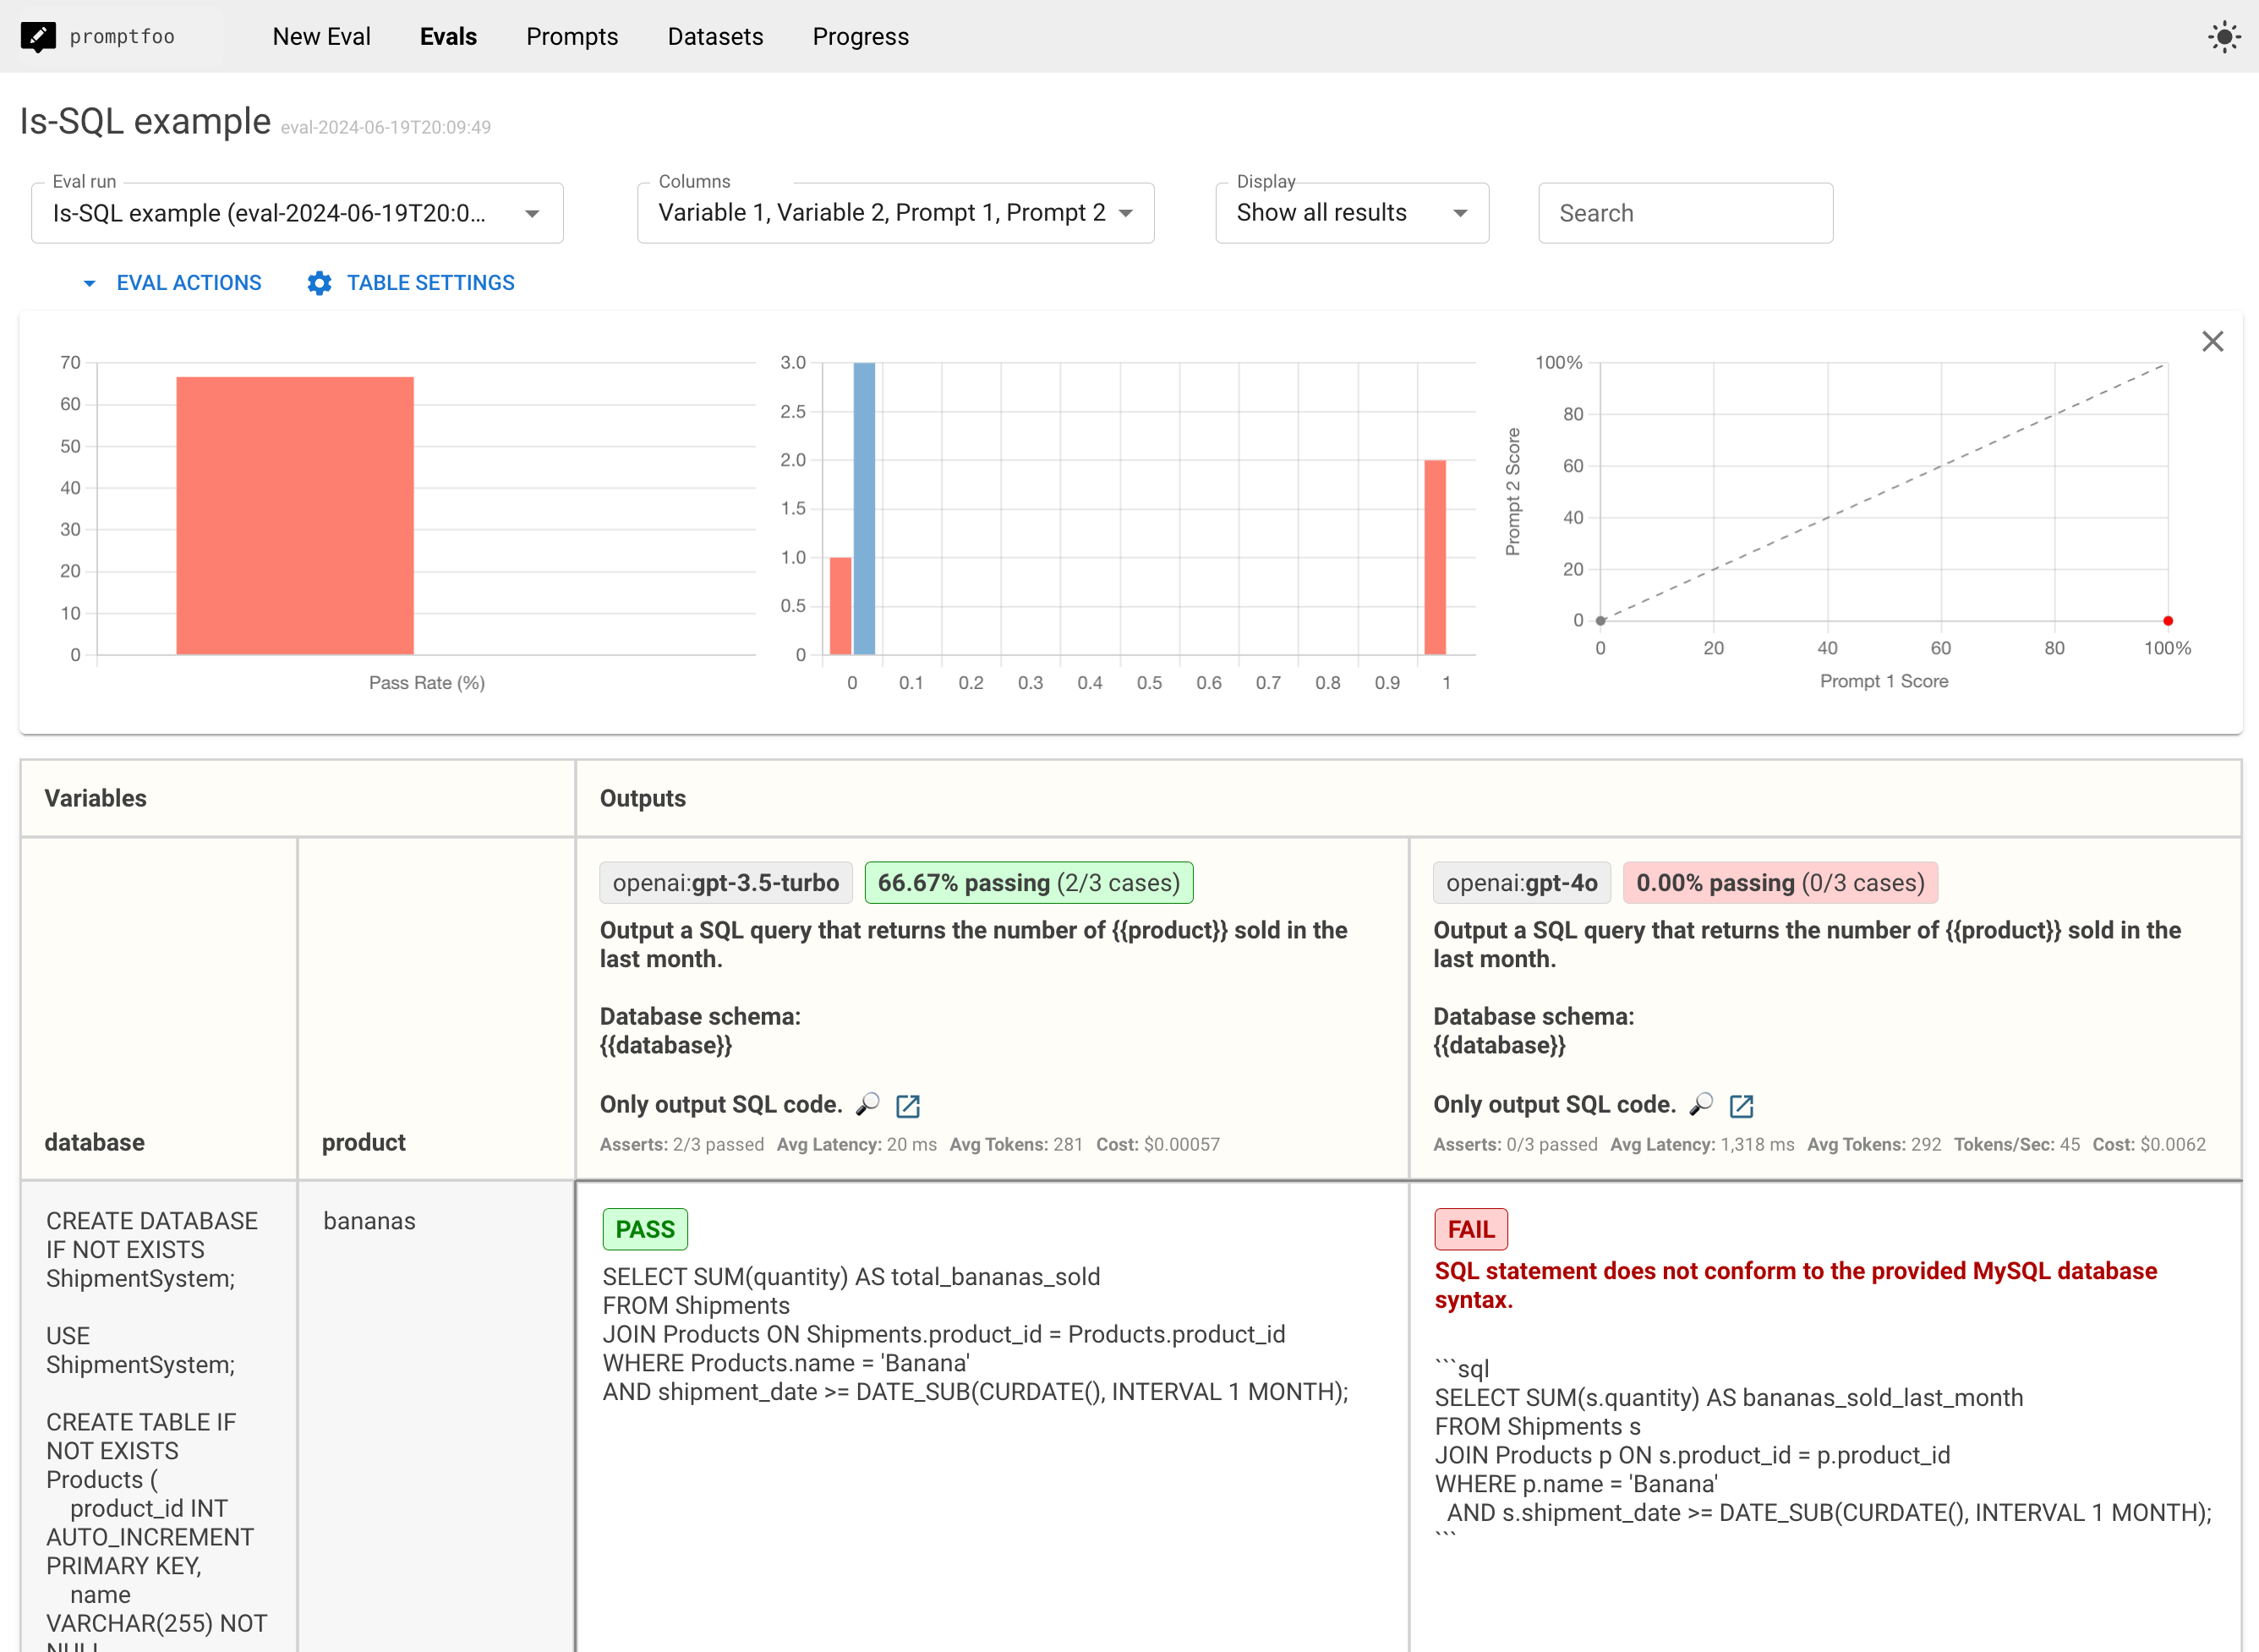 promptfoo
New Eval
Evals
Prompts
Datasets
Progress
Is-SQL example eval-2024-06-19T20:09:49
Eval run
Is-SQL example (eval-2024-06-19T20:0...
Columns
Variable 1, Variable 2, Prompt 1, Prompt 2
Display
Show all results
Search
EVAL ACTIONS
TABLE SETTINGS
70
60
50
40
30
20
10
0
Pass Rate (%)
3.0
2.5
2.0
1.5
1.0
0.5
0
0 0.1 0.2 0.3 0.4 0.5 0.6 0.7 0.8 0.9 1
100%
80
60
40
20
0
Prompt 2 Score
0 20 40 60 80 100%
Prompt 1 Score
Variables
Outputs
database
product
openai:gpt-3.5-turbo
66.67% passing (2/3 cases)
Output a SQL query that returns the number of {{product}} sold in the
last month.
Database schema:
{{database}}
Only output SQL code.
Asserts: 2/3 passed Avg Latency: 20 ms Avg Tokens: 281 Cost: $0.00057
openai:gpt-4o
0.00% passing (0/3 cases)
Output a SQL query that returns the number of {{product}} sold in the
last month.
Database schema:
{{database}}
Only output SQL code.
Asserts: 0/3 passed Avg Latency: 1,318 ms Avg Tokens: 292 Tokens/Sec: 45 Cost: $0.0062
CREATE DATABASE
IF NOT EXISTS
ShipmentSystem;
USE
ShipmentSystem;
CREATE TABLE IF
NOT EXISTS
Products (
product_id INT
AUTO_INCREMENT
PRIMARY KEY,
name
VARCHAR(255) NOT
NULL
bananas
PASS
SELECT SUM(quantity) AS total_bananas_sold
FROM Shipments
JOIN Products ON Shipments.product_id = Products.product_id
WHERE Products.name = 'Banana'
AND shipment_date >= DATE_SUB(CURDATE(), INTERVAL 1 MONTH);
FAIL
SQL statement does not conform to the provided MySQL database
syntax.
```sql
SELECT SUM(s.quantity) AS bananas_sold_last_month
FROM Shipments s
JOIN Products p ON s.product_id = p.product_id
WHERE p.name = 'Banana'
AND s.shipment_date >= DATE_SUB(CURDATE(), INTERVAL 1 MONTH);
```